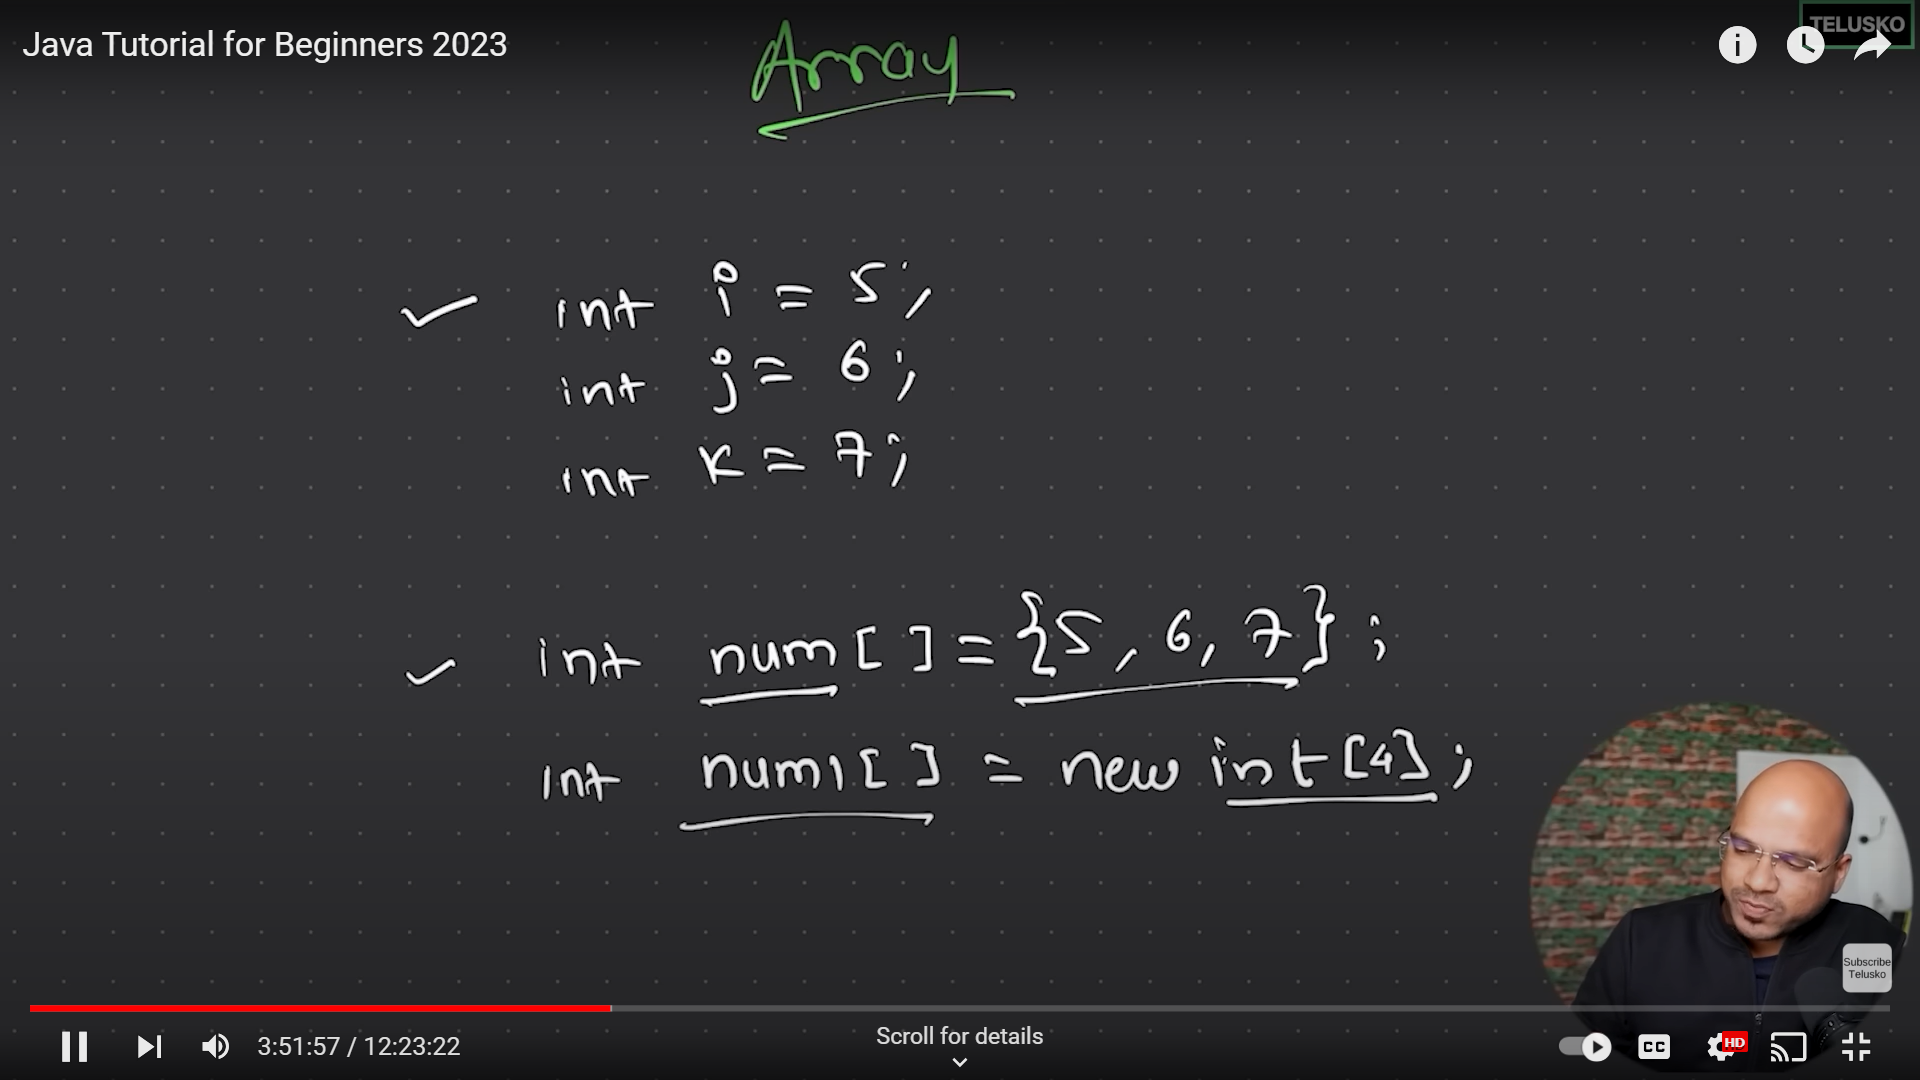 Java Tutorial for Beginners 2023
TELUSKO
Array
int i = 5;
int j = 6;
int k = 7;
int num[ ] = {5, 6, 7};
int num1[ ] = new int[4];
Subscribe
Telusko
3:51:57 / 12:23:22
Scroll for details
CC
HD